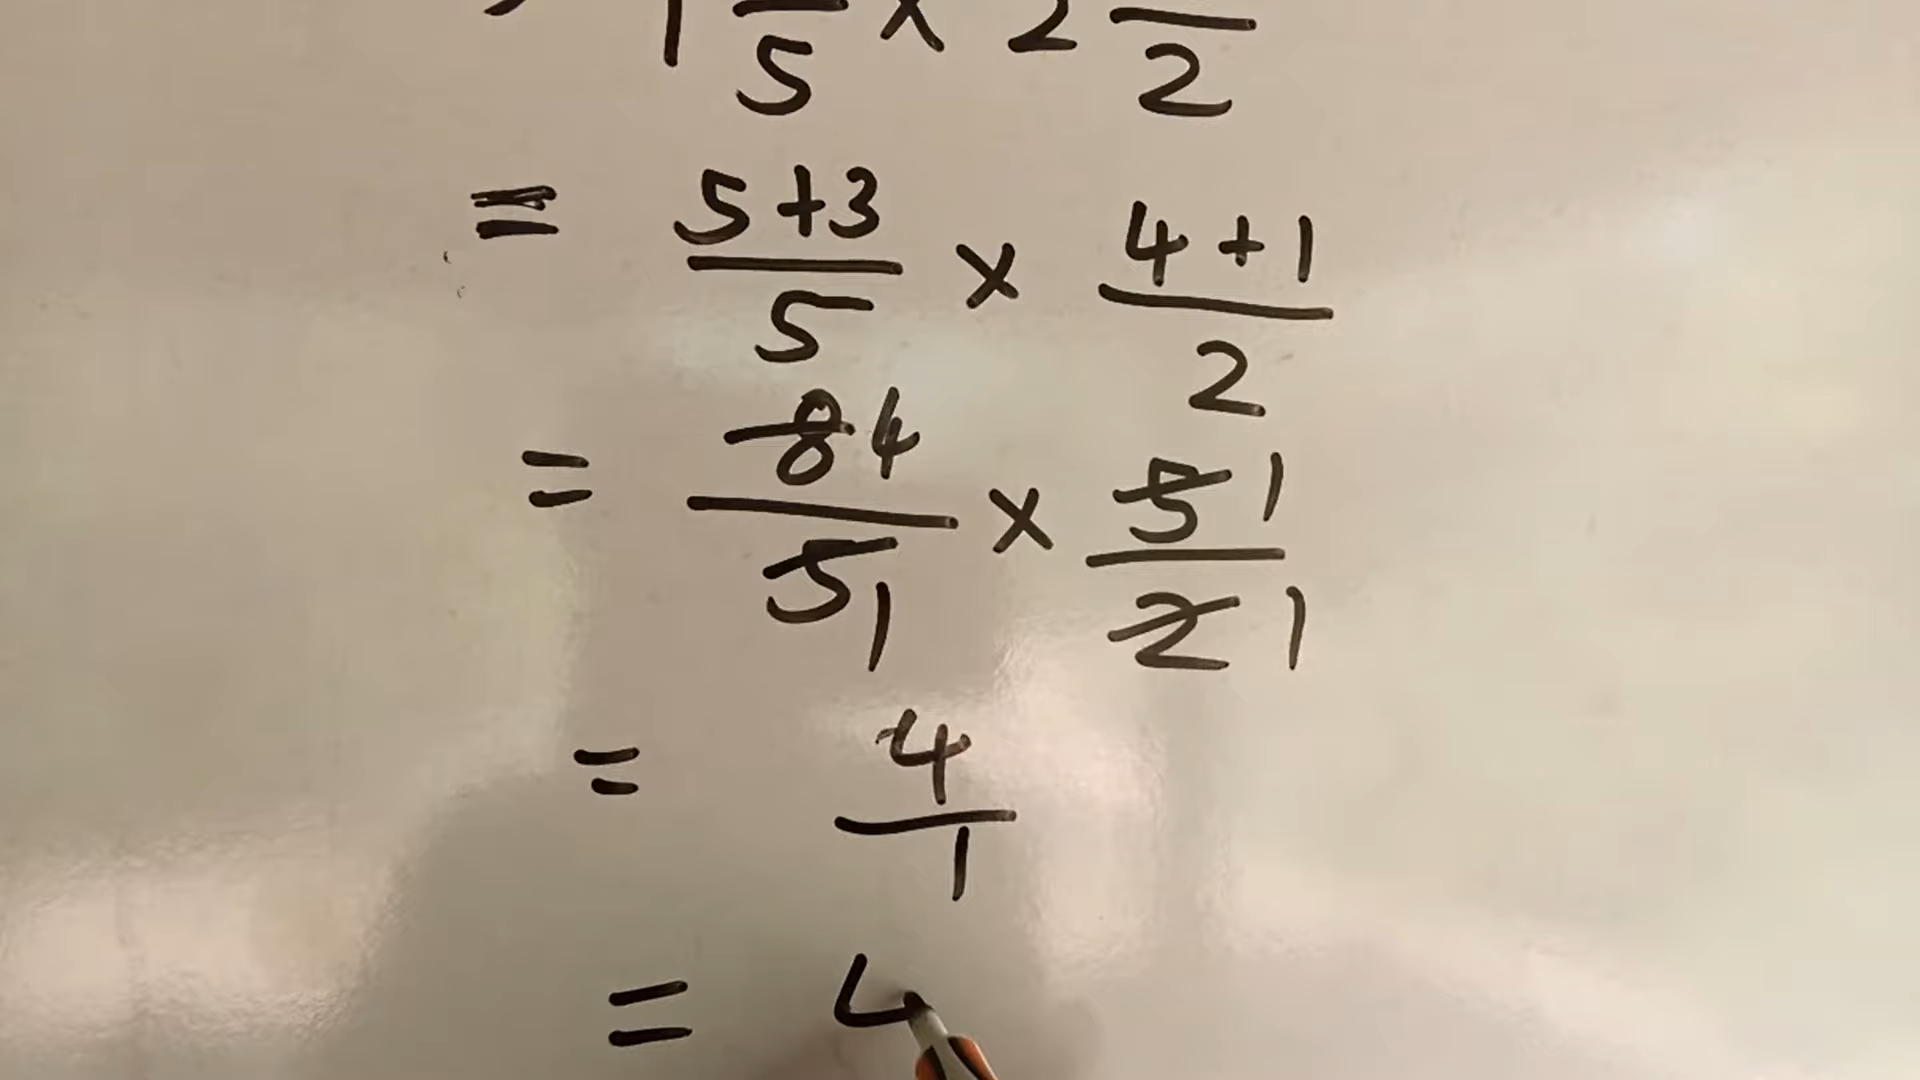 1 /5 × 2 /2
= (5+3)/5 × (4+1)/2
= 8 4/5 1 × 5 1/2 1
= 4/1
= 4